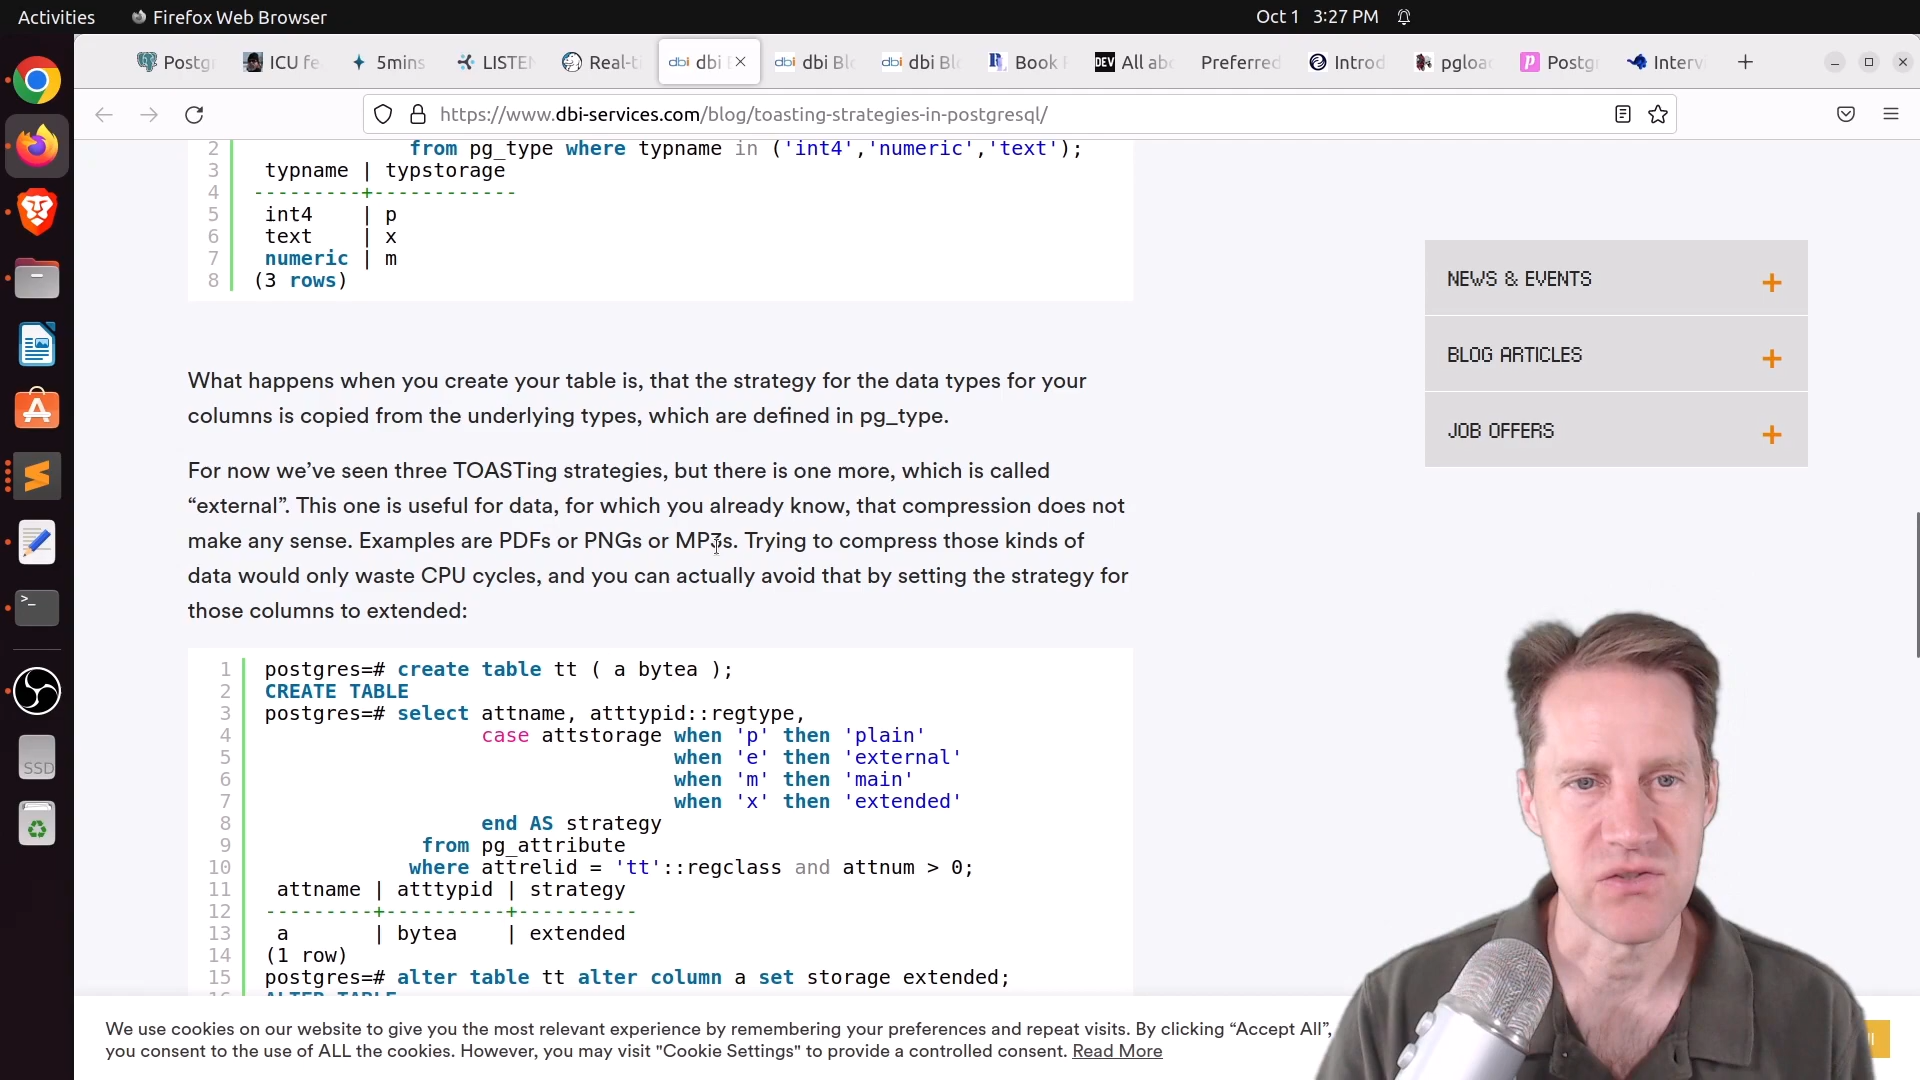 Activities Firefox Web Browser Oct 1 3:27 PM
Postgr ICU fe 5mins LISTEN Real-ti dbi dbi Blo dbi Blo Book DEV All abo Preferred Introd pgloa Postgr Interv
https://www.dbi-services.com/blog/toasting-strategies-in-postgresql/
2 from pg_type where typname in ('int4','numeric','text');
3 typname | typstorage
4 ---------+------------
5 int4 | p
6 text | x
7 numeric | m
8 (3 rows)
NEWS & EVENTS +
BLOG ARTICLES +
JOB OFFERS +
What happens when you create your table is, that the strategy for the data types for your
columns is copied from the underlying types, which are defined in pg_type.
For now we've seen three TOASTing strategies, but there is one more, which is called
“external”. This one is useful for data, for which you already know, that compression does not
make any sense. Examples are PDFs or PNGs or MP3s. Trying to compress those kinds of
data would only waste CPU cycles, and you can actually avoid that by setting the strategy for
those columns to extended:
1 postgres=# create table tt ( a bytea );
2 CREATE TABLE
3 postgres=# select attname, atttypid::regtype,
4 case attstorage when 'p' then 'plain'
5 when 'e' then 'external'
6 when 'm' then 'main'
7 when 'x' then 'extended'
8 end AS strategy
9 from pg_attribute
10 where attrelid = 'tt'::regclass and attnum > 0;
11 attname | atttypid | strategy
12 ---------+----------+----------
13 a | bytea | extended
14 (1 row)
15 postgres=# alter table tt alter column a set storage extended;
16 ALTER TABLE
We use cookies on our website to give you the most relevant experience by remembering your preferences and repeat visits. By clicking “Accept All”,
you consent to the use of ALL the cookies. However, you may visit "Cookie Settings" to provide a controlled consent. Read More
SSD